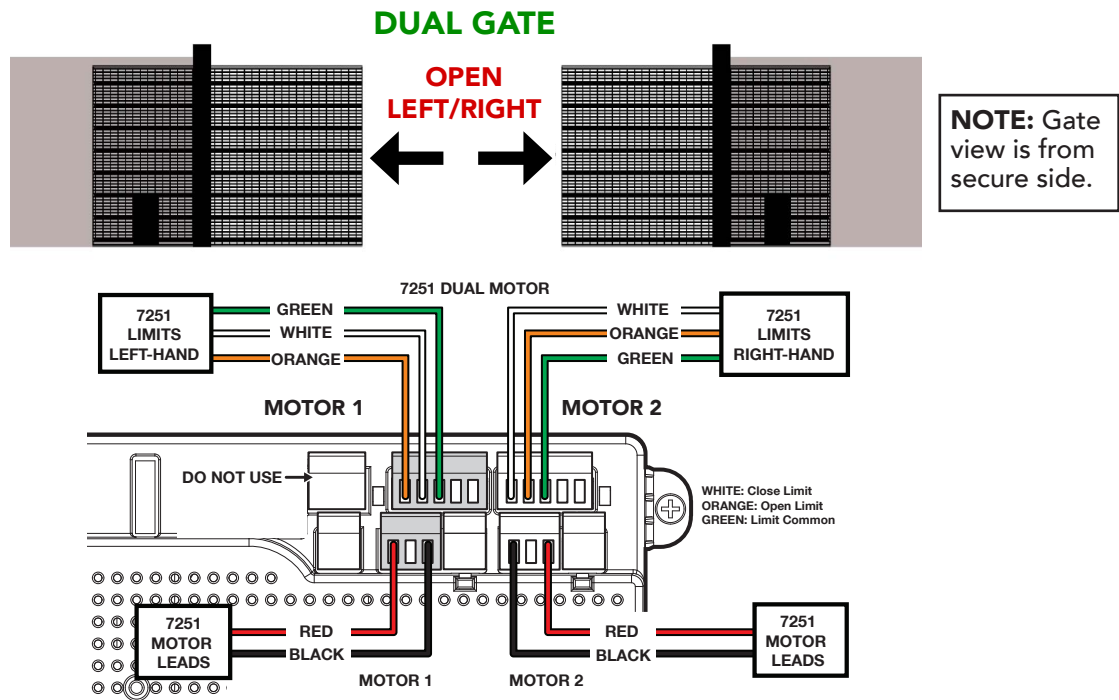 DUAL GATE
OPEN
LEFT/RIGHT
NOTE: Gate
view is from
secure side.
7251 DUAL MOTOR
7251
LIMITS
LEFT-HAND
GREEN
WHITE
ORANGE
WHITE
ORANGE
GREEN
7251
LIMITS
RIGHT-HAND
MOTOR 1
MOTOR 2
DO NOT USE
WHITE: Close Limit
ORANGE: Open Limit
GREEN: Limit Common
7251
MOTOR
LEADS
RED
BLACK
RED
BLACK
7251
MOTOR
LEADS
MOTOR 1
MOTOR 2